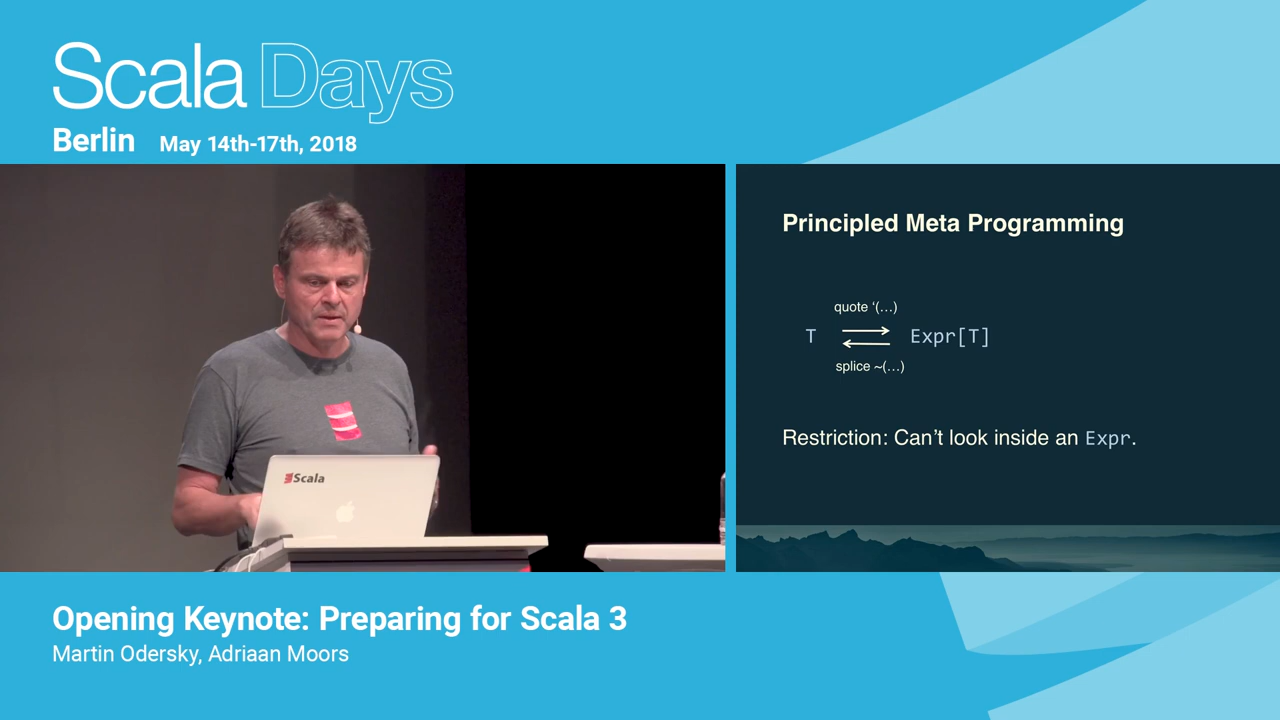 Scala Days
Berlin May 14th-17th, 2018
Principled Meta Programming
quote ‘(…)
T Expr[T]
splice ~(…)
Restriction: Can’t look inside an Expr.
Scala
Opening Keynote: Preparing for Scala 3
Martin Odersky, Adriaan Moors